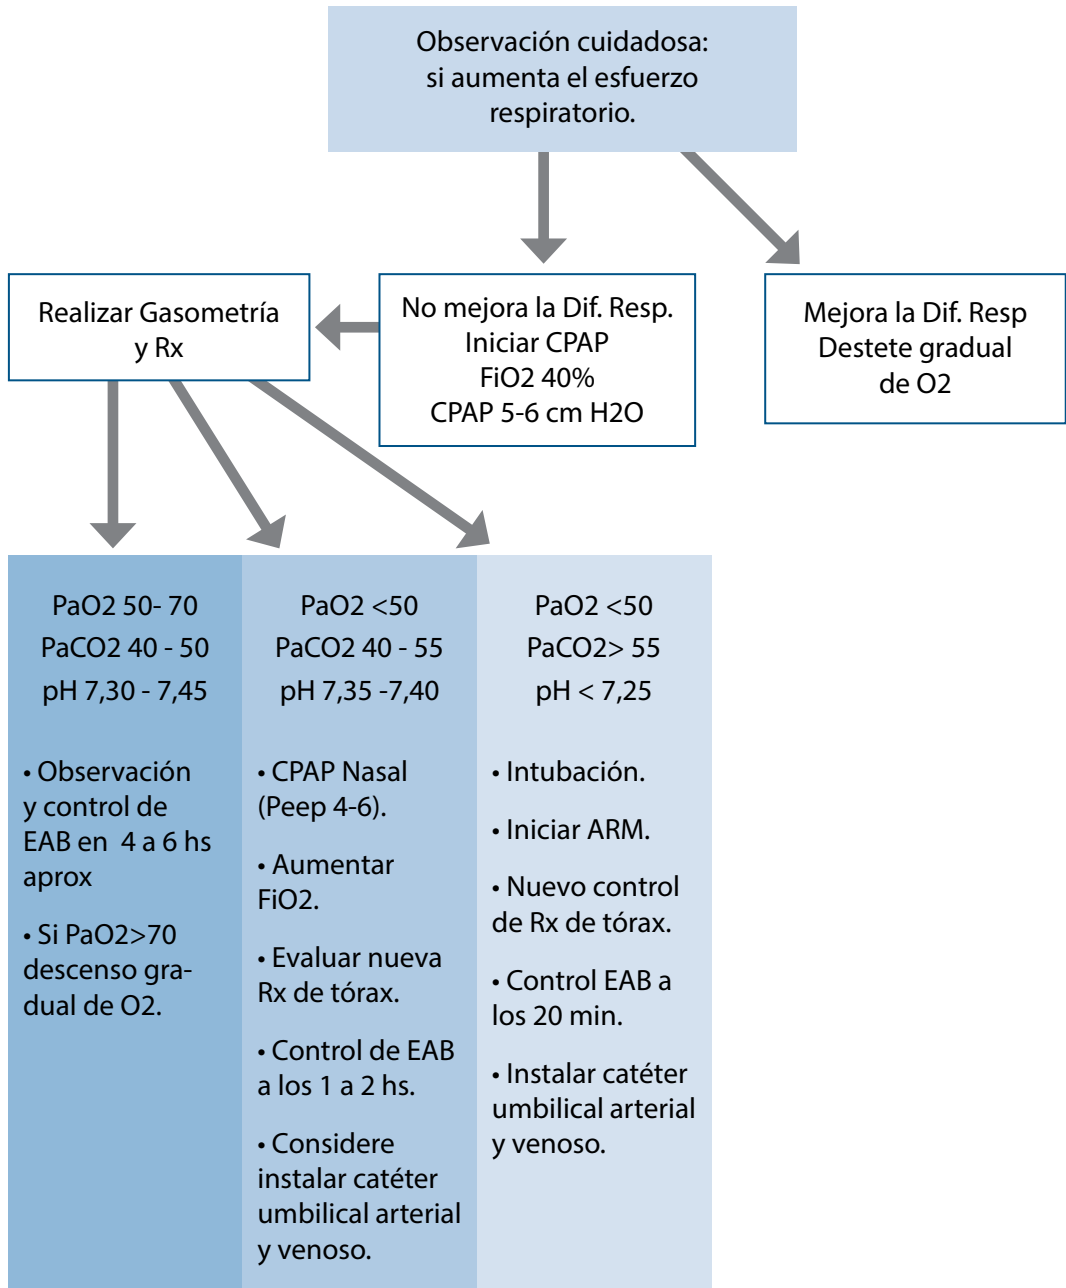 Observación cuidadosa:
si aumenta el esfuerzo
respiratorio.
Realizar Gasometría
y Rx
No mejora la Dif. Resp.
Iniciar CPAP
FiO2 40%
CPAP 5-6 cm H2O
Mejora la Dif. Resp
Destete gradual
de O2
PaO2 50- 70
PaCO2 40 - 50
pH 7,30 - 7,45
• Observación
y control de
EAB en  4 a 6 hs
aprox
• Si PaO2>70
descenso gra-
dual de O2.
PaO2 <50
PaCO2 40 - 55
pH 7,35 -7,40
• CPAP Nasal
(Peep 4-6).
• Aumentar
FiO2.
• Evaluar nueva
Rx de tórax.
• Control de EAB
a los 1 a 2 hs.
• Considere
instalar catéter
umbilical arterial
y venoso.
PaO2 <50
PaCO2> 55
pH < 7,25
• Intubación.
• Iniciar ARM.
• Nuevo control
de Rx de tórax.
• Control EAB a
los 20 min.
• Instalar catéter
umbilical arterial
y venoso.